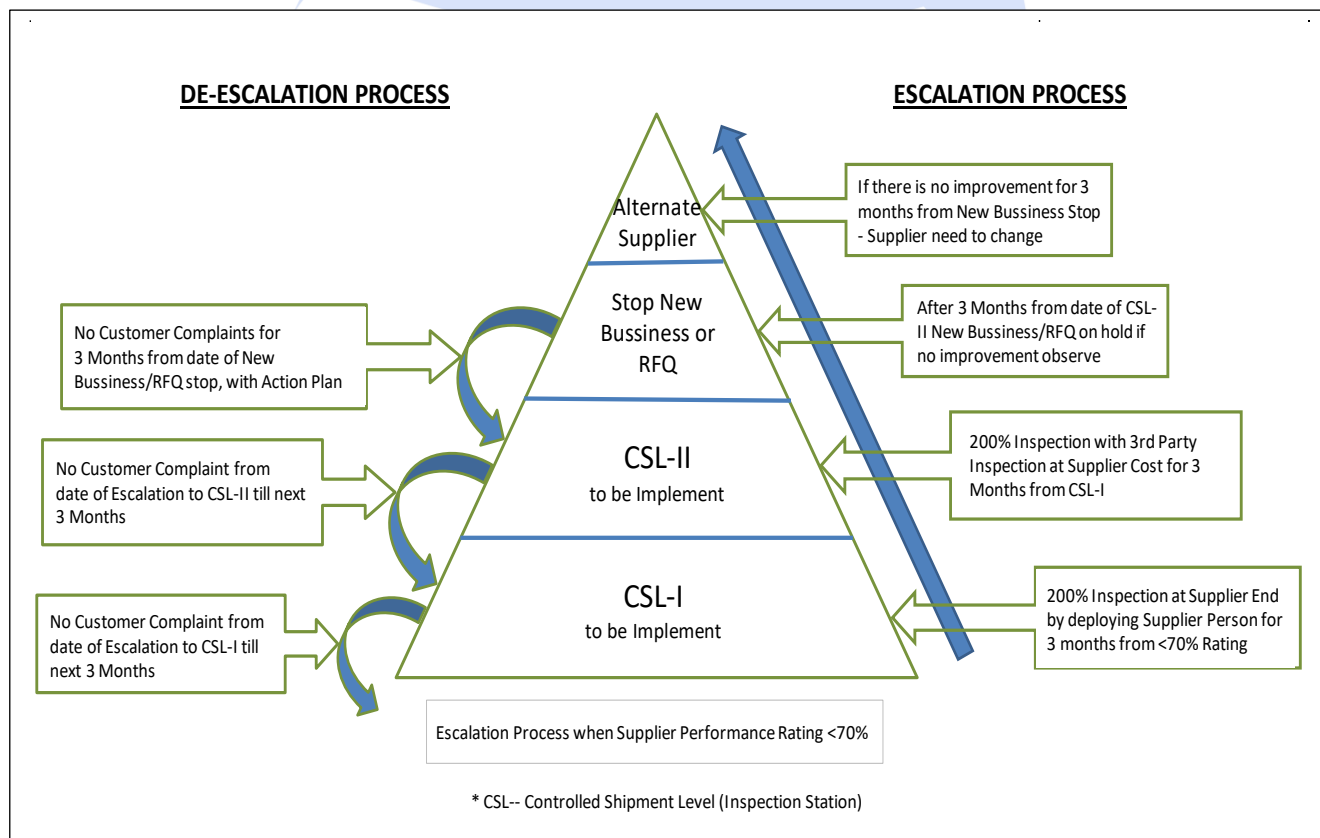 DE-ESCALATION PROCESS
ESCALATION PROCESS
Alternate
Supplier
If there is no improvement for 3
months from New Bussiness Stop
- Supplier need to change
Stop New
Bussiness or
RFQ
No Customer Complaints for
3 Months from date of New
Bussiness/RFQ stop, with Action Plan
After 3 Months from date of CSL-
II New Bussiness/RFQ on hold if
no improvement observe
CSL-II
to be Implement
No Customer Complaint from
date of Escalation to CSL-II till next
3 Months
200% Inspection with 3rd Party
Inspection at Supplier Cost for 3
Months from CSL-I
CSL-I
to be Implement
No Customer Complaint from
date of Escalation to CSL-I till
next 3 Months
200% Inspection at Supplier End
by deploying Supplier Person for
3 months from <70% Rating
Escalation Process when Supplier Performance Rating <70%
* CSL-- Controlled Shipment Level (Inspection Station)